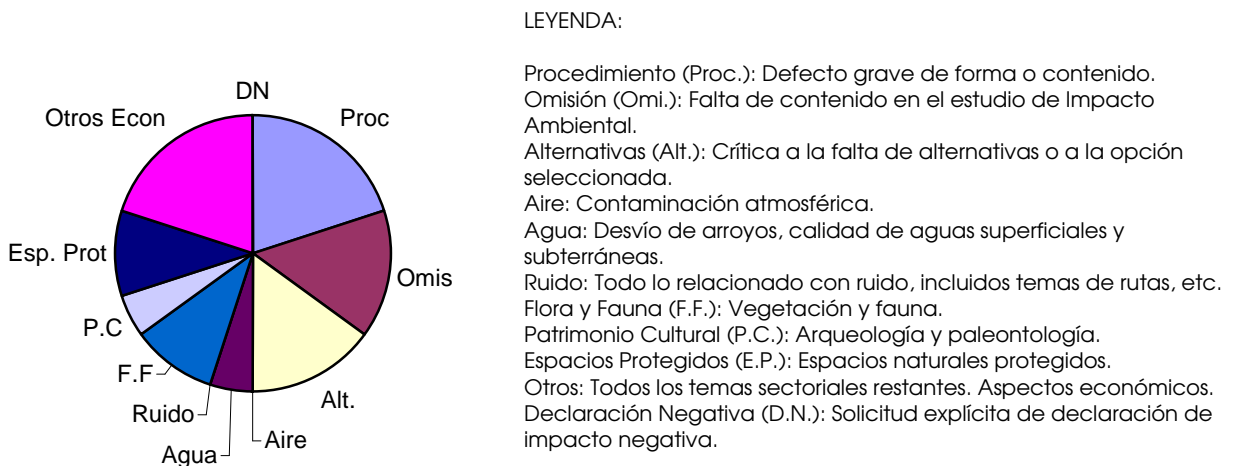 DN
Otros Econ
Proc
Esp. Prot
Omis
P.C
F.F
Alt.
Ruido
Aire
Agua
LEYENDA:
Procedimiento (Proc.): Defecto grave de forma o contenido.
Omisión (Omi.): Falta de contenido en el estudio de Impacto
Ambiental.
Alternativas (Alt.): Crítica a la falta de alternativas o a la opción
seleccionada.
Aire: Contaminación atmosférica.
Agua: Desvío de arroyos, calidad de aguas superficiales y
subterráneas.
Ruido: Todo lo relacionado con ruido, incluidos temas de rutas, etc.
Flora y Fauna (F.F.): Vegetación y fauna.
Patrimonio Cultural (P.C.): Arqueología y paleontología.
Espacios Protegidos (E.P.): Espacios naturales protegidos.
Otros: Todos los temas sectoriales restantes. Aspectos económicos.
Declaración Negativa (D.N.): Solicitud explícita de declaración de
impacto negativa.